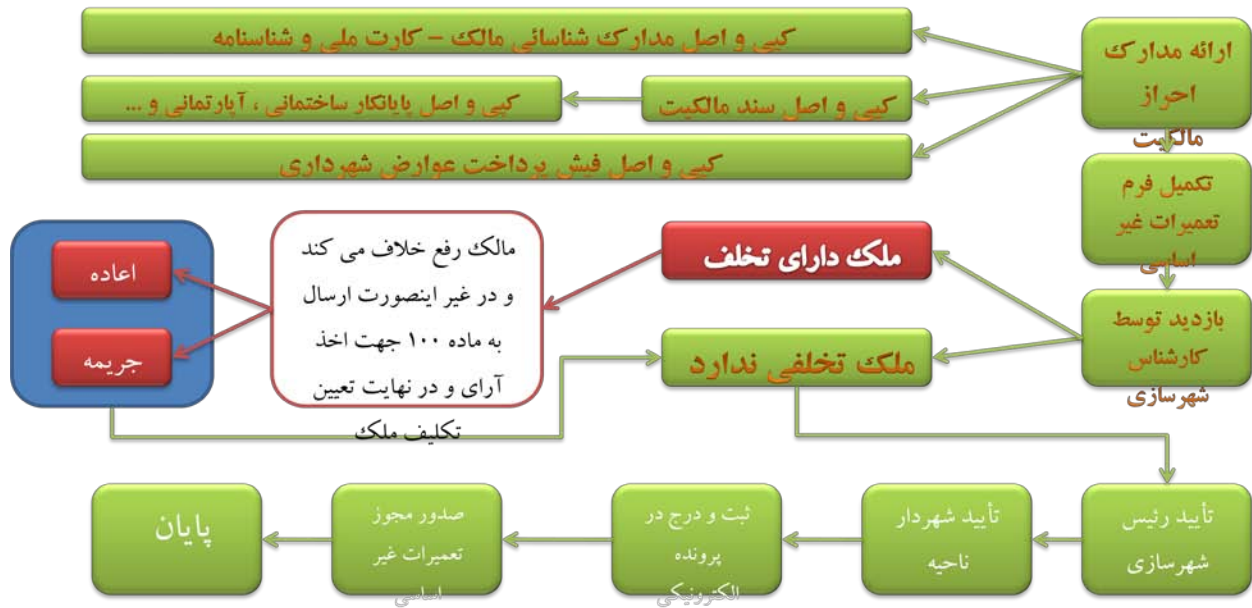 ارائه مدارک
احراز
مالکیت
کپی و اصل مدارک شناسائی مالک – کارت ملی و شناسنامه
کپی و اصل سند مالکیت
کپی و اصل پایانکار ساختمانی ، آپارتمانی و ...
کپی و اصل فیش پرداخت عوارض شهرداری
تکمیل فرم
تعمیرات غیر
اساسی
بازدید توسط
کارشناس
شهرسازی
ملک دارای تخلف
ملک تخلفی ندارد
مالک رفع خلاف می کند
و در غیر اینصورت ارسال
به ماده ۱۰۰ جهت اخذ
آرای و در نهایت تعیین
تکلیف ملک
اعاده
جریمه
تأیید رئیس
شهرسازی
تأیید شهردار
ناحیه
ثبت و درج در
پرونده
الکترونیکی
صدور مجوز
تعمیرات غیر
اساسی
پایان